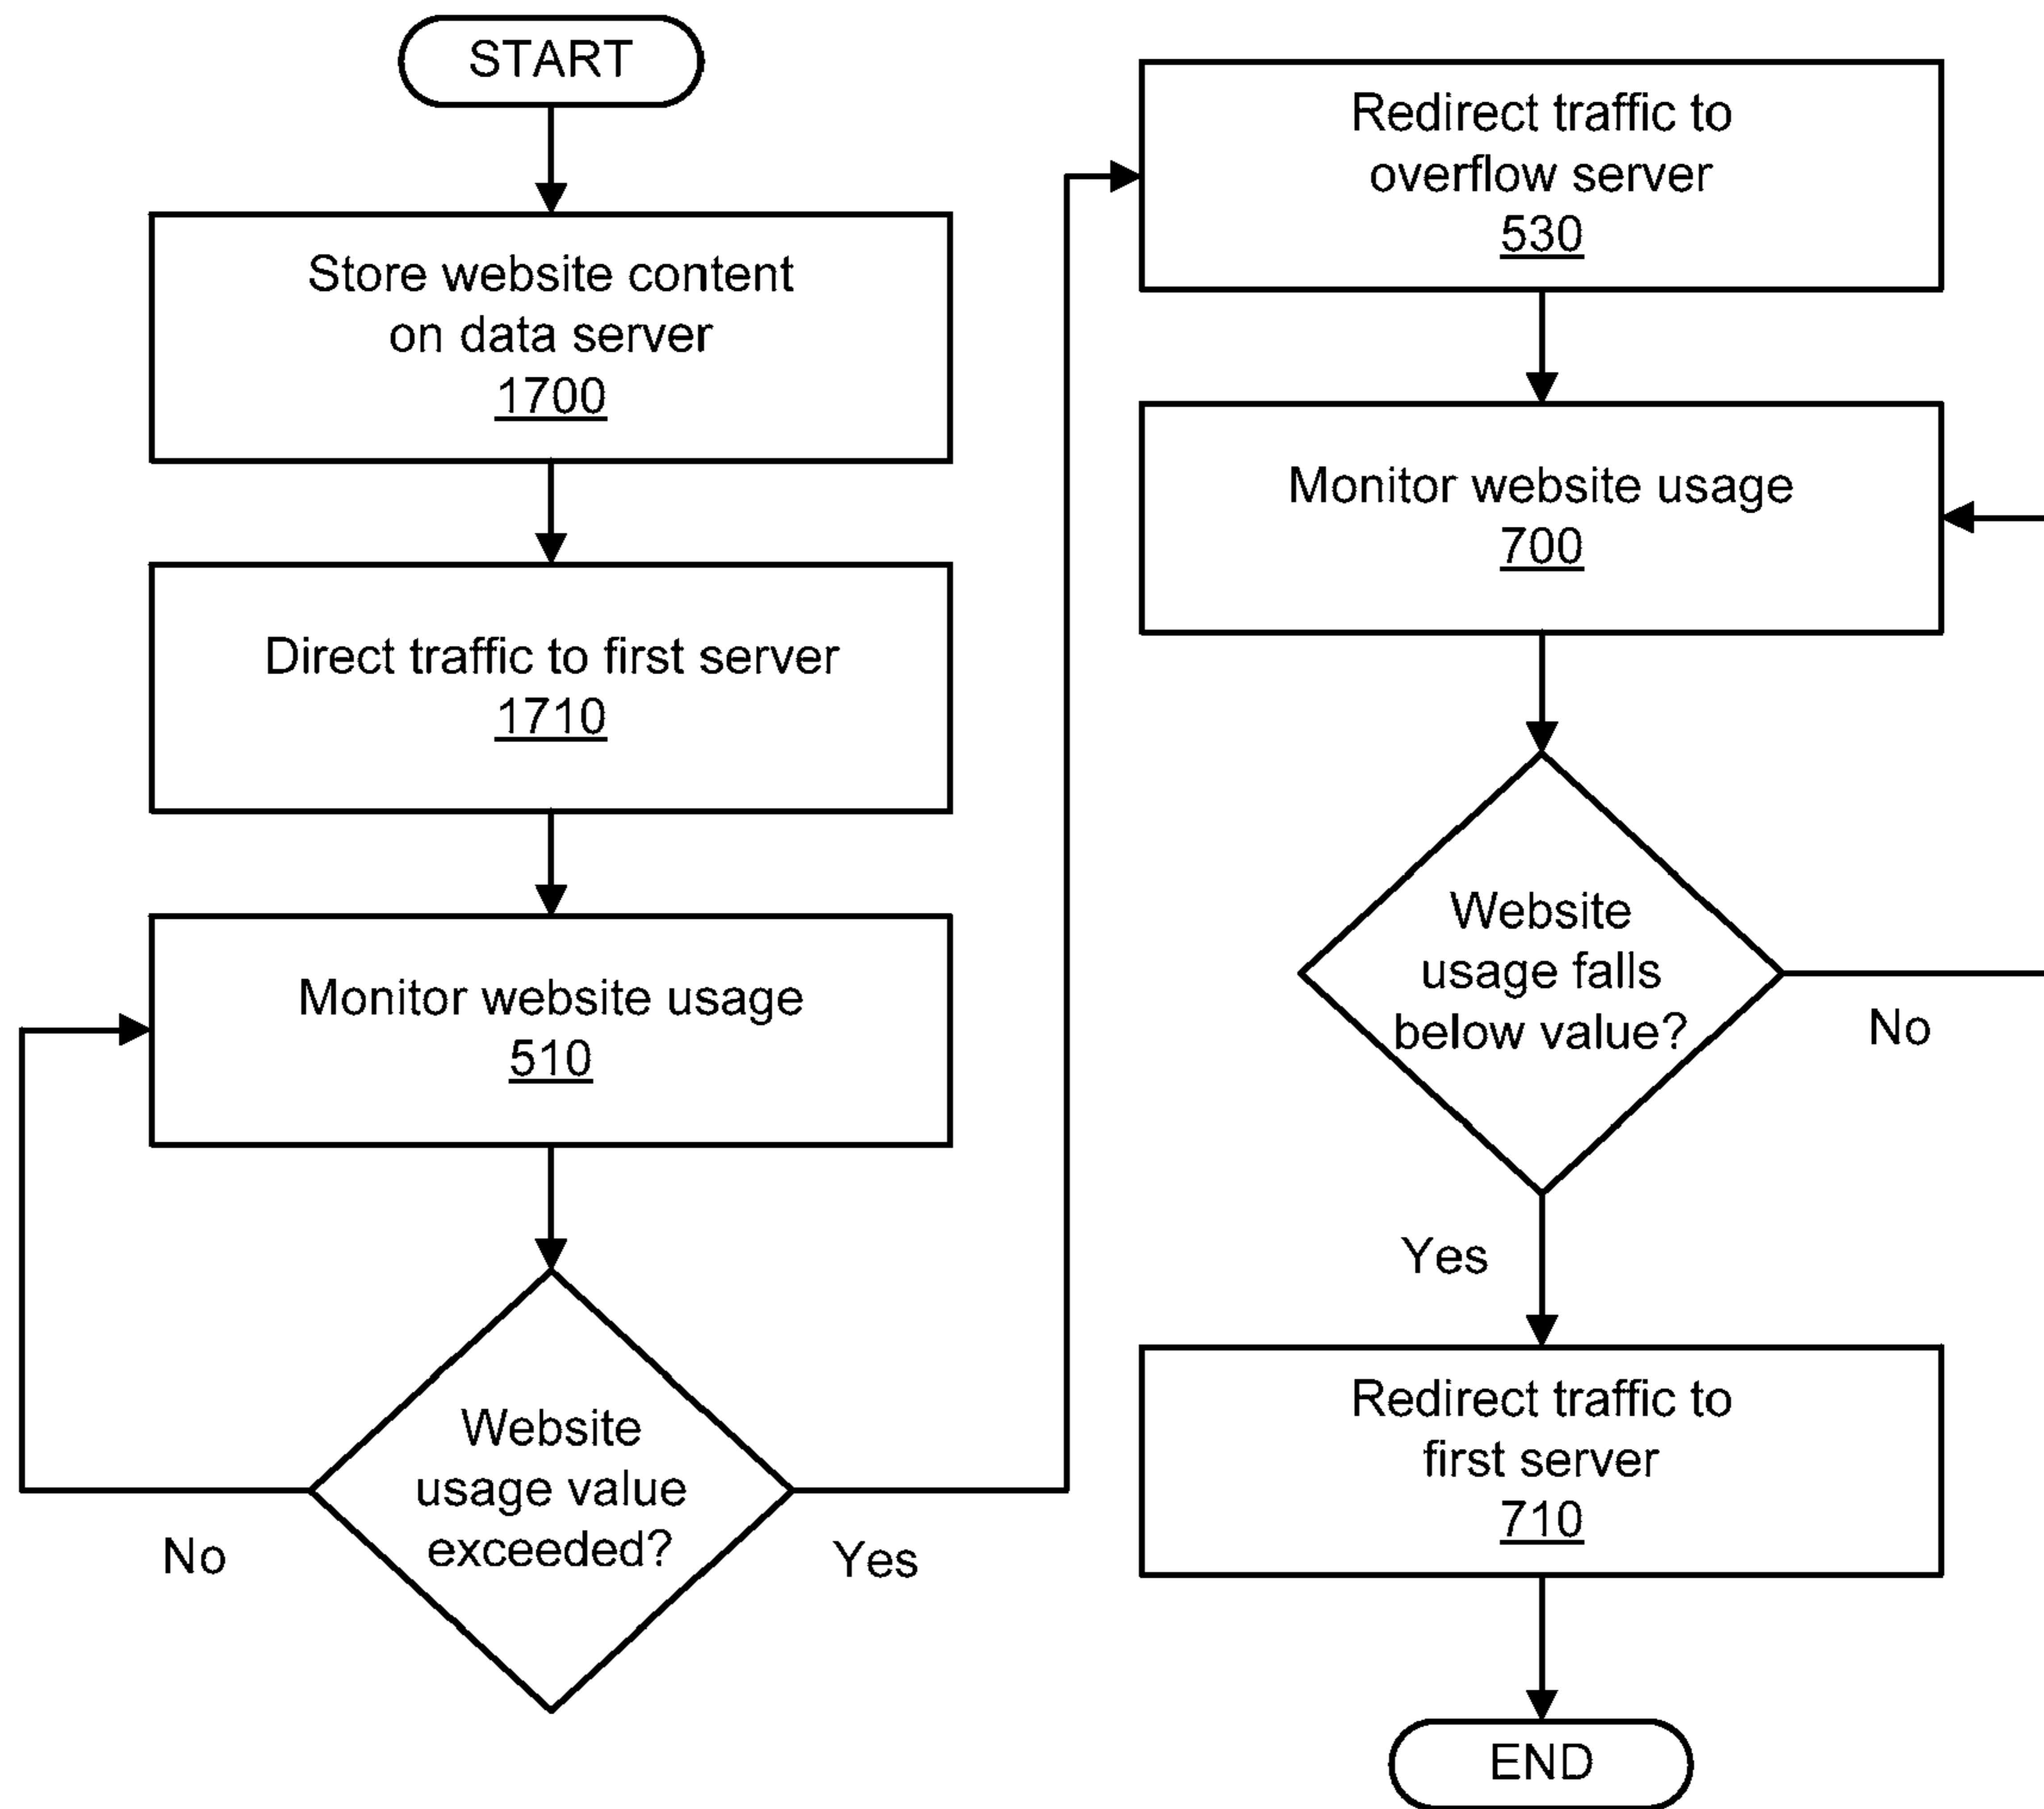 START
Store website content
on data server
1700
Direct traffic to first server
1710
Monitor website usage
510
Website
usage value
exceeded?
No
Yes
Redirect traffic to
overflow server
530
Monitor website usage
700
Website
usage falls
below value?
No
Yes
Redirect traffic to
first server
710
END